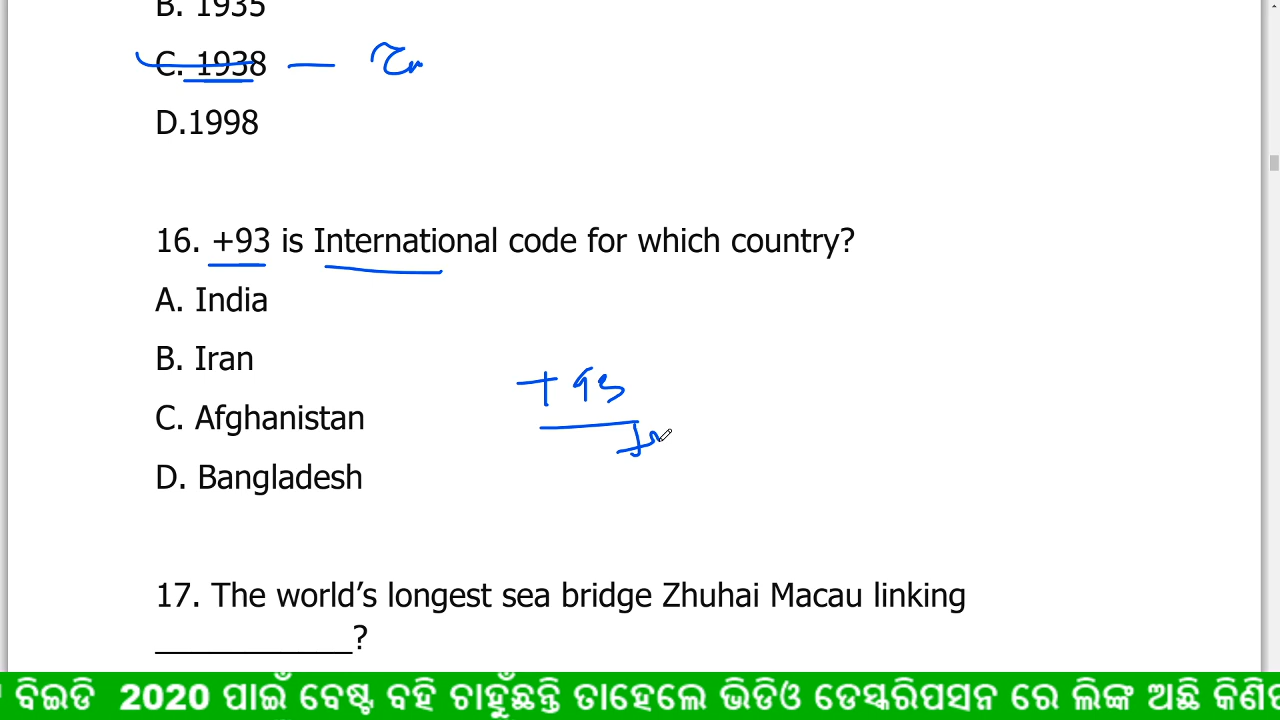 B. 1935
C. 1938 —
D.1998
16. +93 is International code for which country?
A. India
B. Iran
C. Afghanistan
D. Bangladesh
+93
17. The world’s longest sea bridge Zhuhai Macau linking
____________?
ବିଇଡି 2020 ପାଇଁ ବେଷ୍ଟ ବହି ଚାହୁଁଛନ୍ତି ତାହେଲେ ଭିଡିଓ ଡେସ୍କରିପସନ ରେ ଲିଙ୍କ ଅଛି